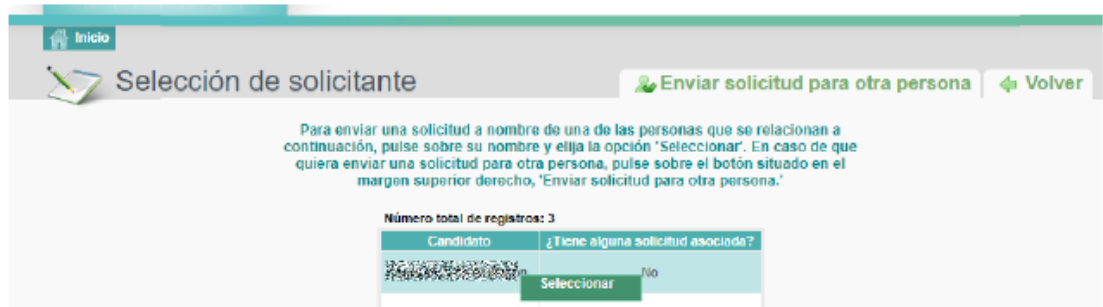 Inicio
Selección de solicitante
Enviar solicitud para otra persona
Volver
Para enviar una solicitud a nombre de una de las personas que se relacionan a
continuación, pulse sobre su nombre y elija la opción 'Seleccionar'. En caso de que
quiera enviar una solicitud para otra persona, pulse sobre el botón situado en el
margen superior derecho, 'Enviar solicitud para otra persona.'
Número total de registros: 3
Candidato ¿Tiene alguna solicitud asociada?
No
Seleccionar